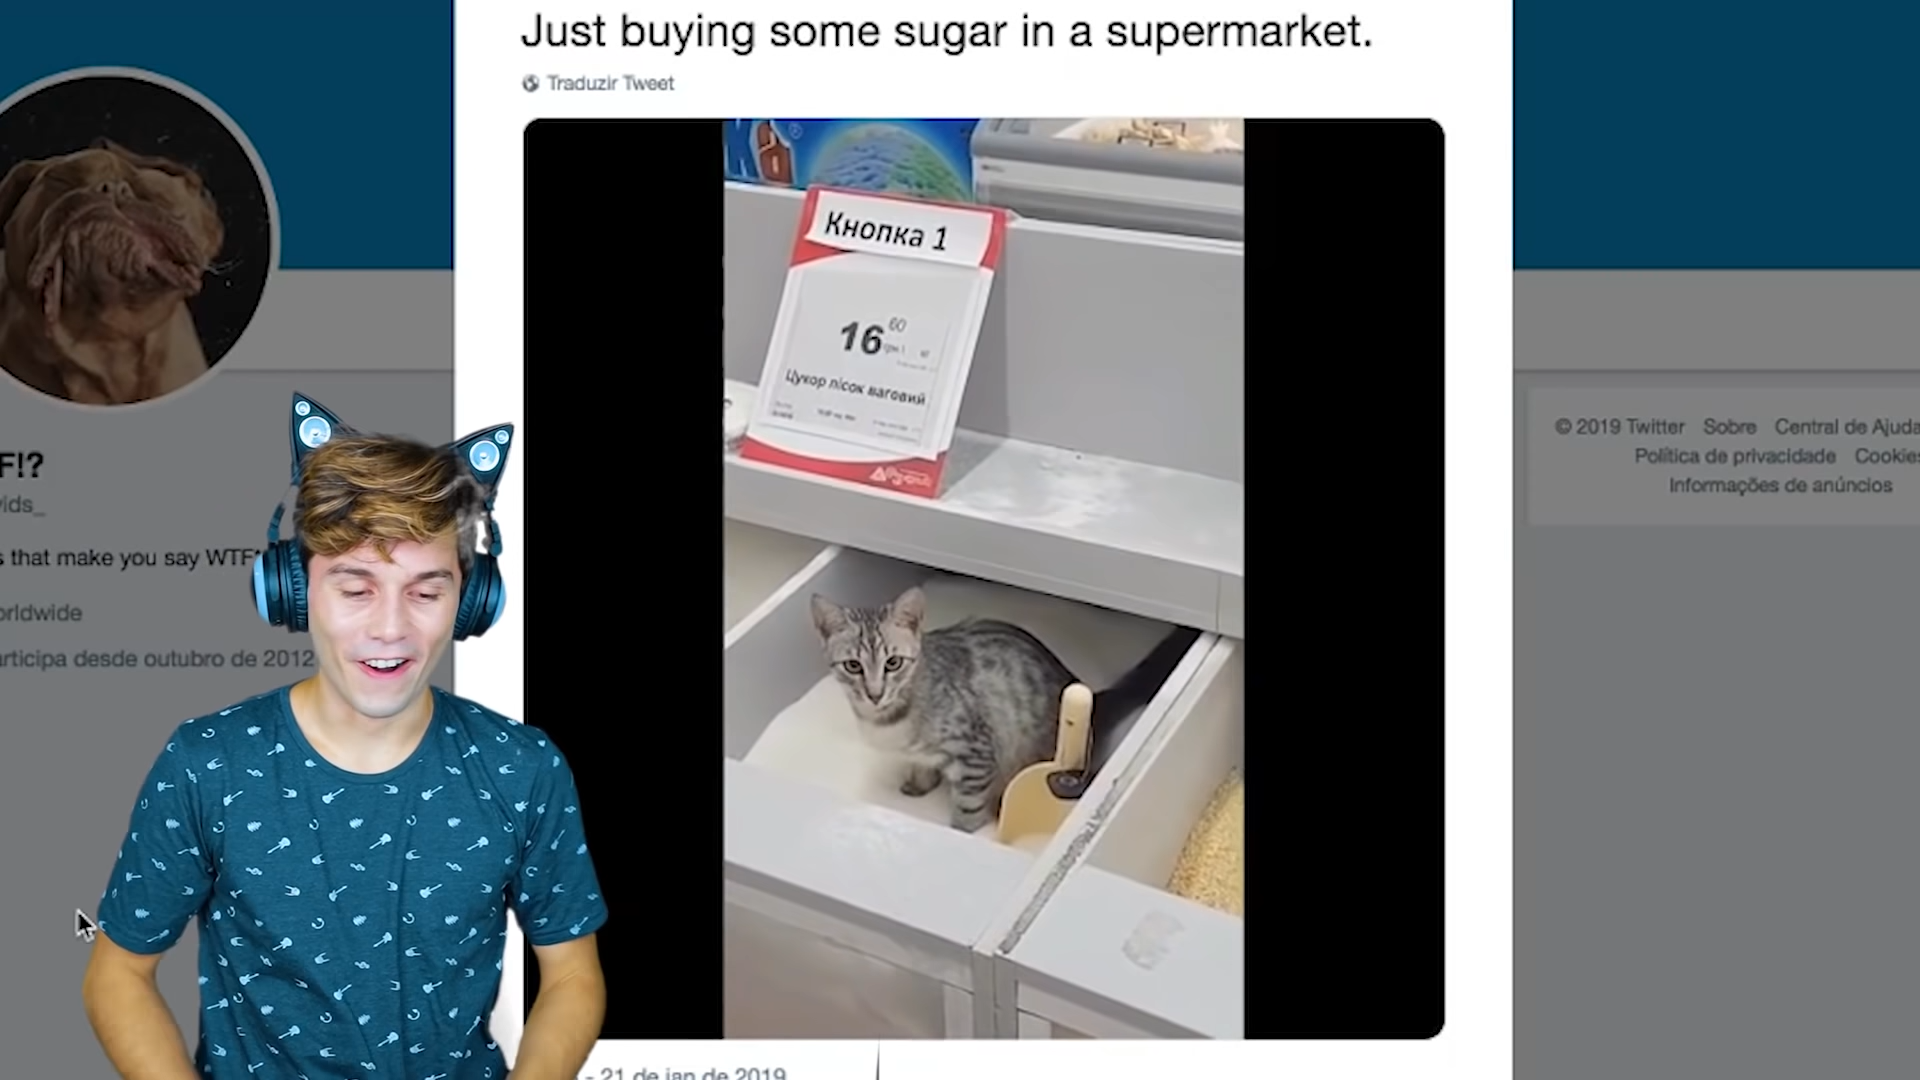 Just buying some sugar in a supermarket.
Traduzir Tweet
Кнопка 1
16 60
Цукор пісок ваговий
F!?
vids_
s that make you say WTF
orldwide
articipa desde outubro de 2012
© 2019 Twitter Sobre Central de Ajuda
Política de privacidade Cookies
Informações de anúncios
- 21 de jan de 2019